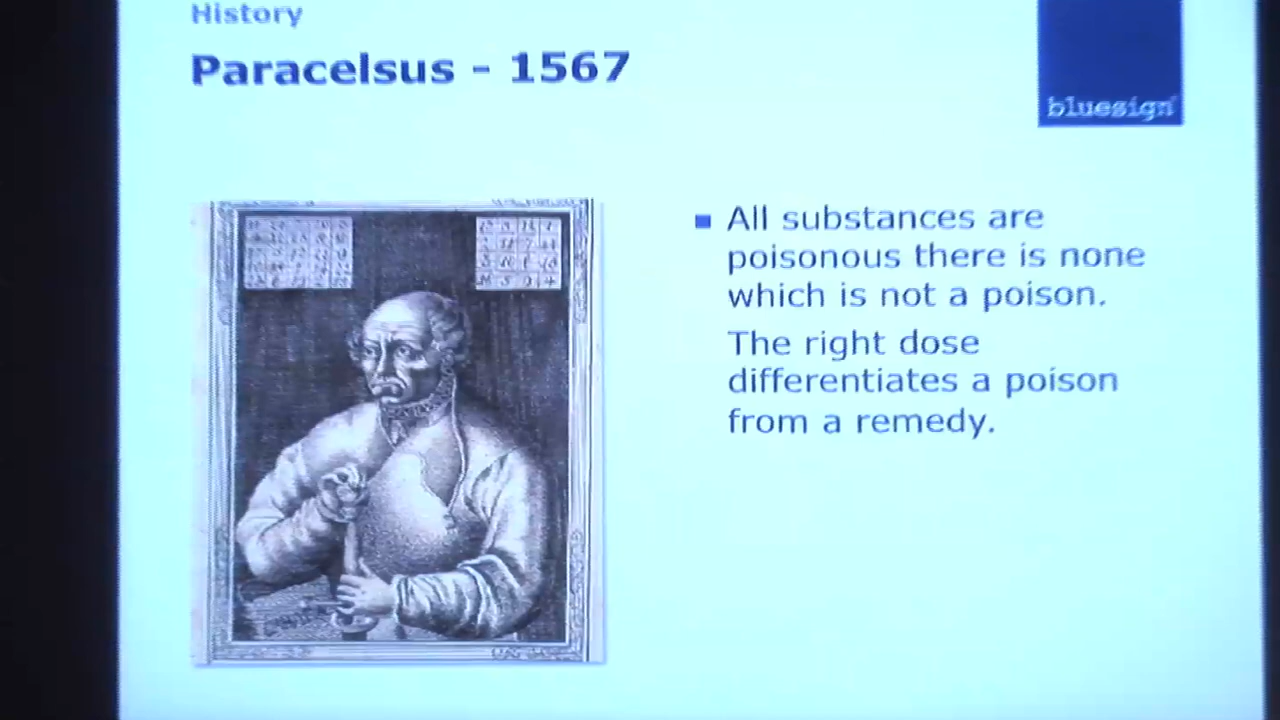 History
Paracelsus - 1567
bluesign
All substances are
poisonous there is none
which is not a poison.
The right dose
differentiates a poison
from a remedy.